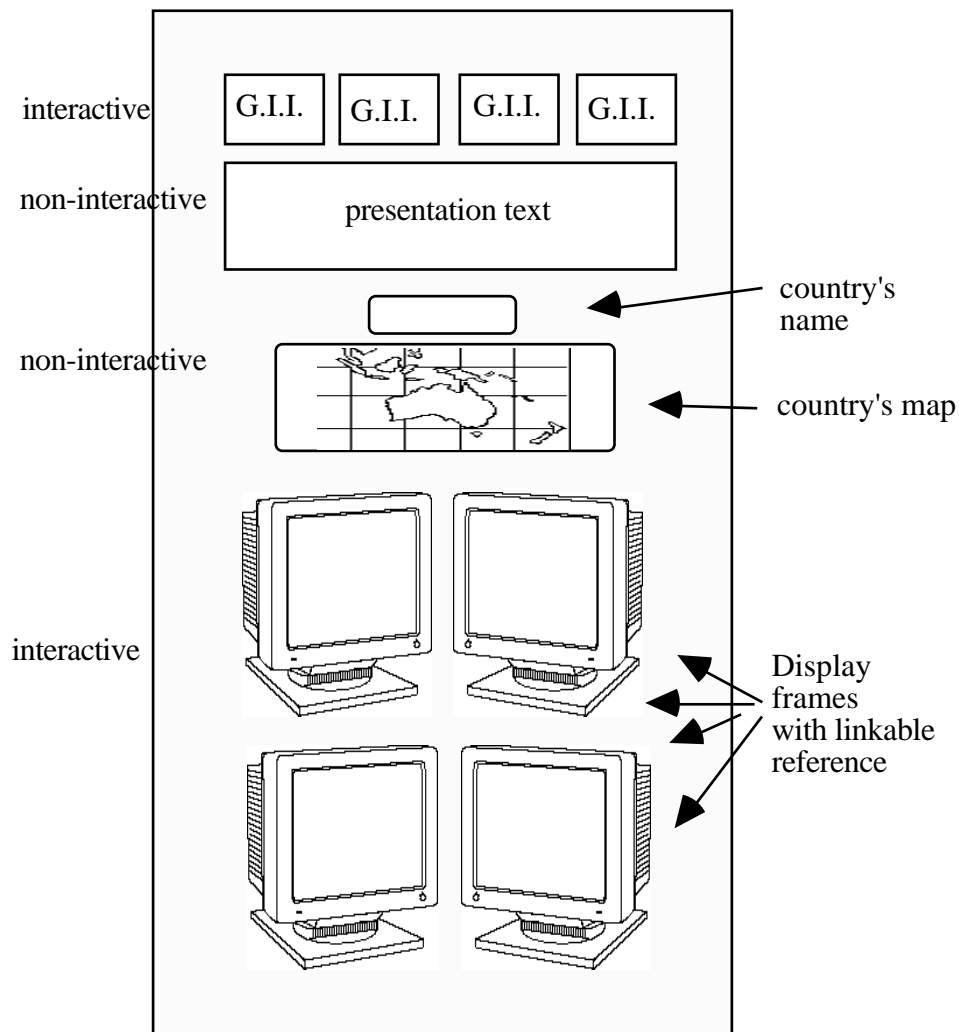 interactive
G.I.I. G.I.I. G.I.I. G.I.I.
non-interactive
presentation text
country's
name
non-interactive
country's map
interactive
Display
frames
with linkable
reference